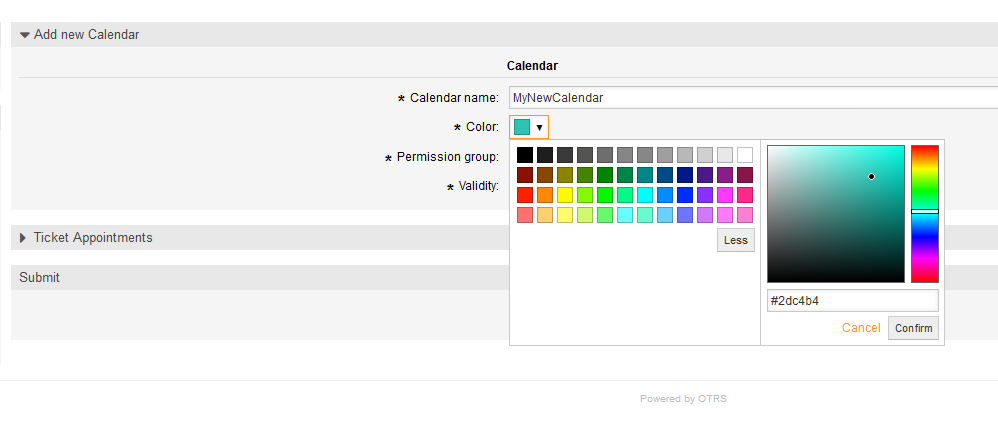 Add new Calendar
Calendar
* Calendar name: MyNewCalendar
* Color:
* Permission group:
* Validity:
Less
#2dc4b4
Cancel Confirm
Ticket Appointments
Submit
Powered by OTRS